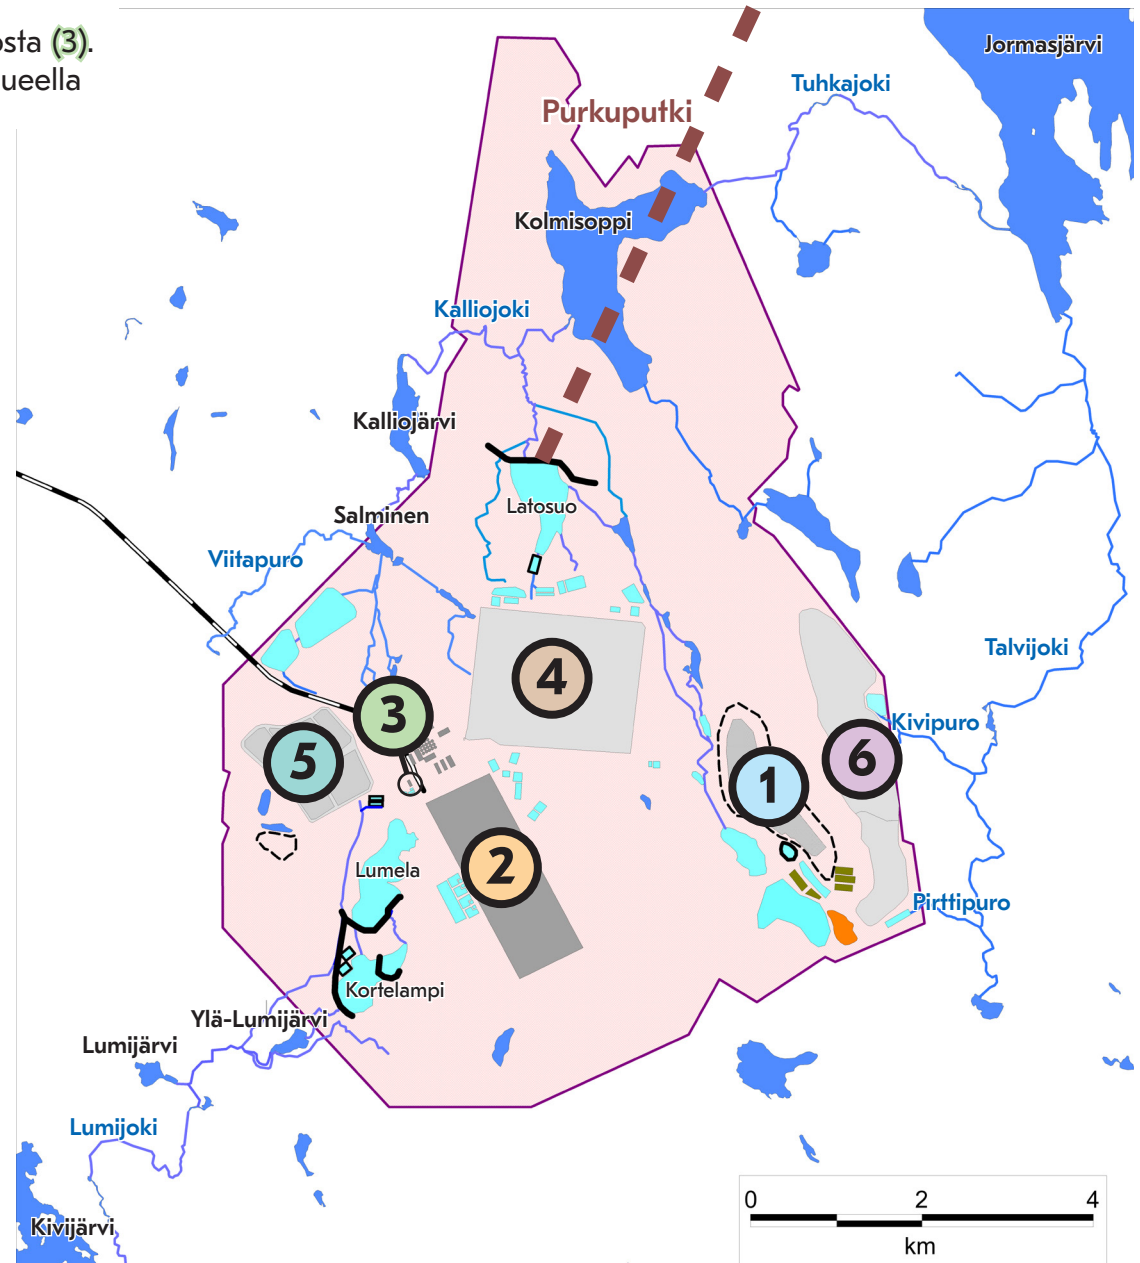 osta (3).
ueella
Jormasjärvi
Tuhkajoki
Purkuputki
Kolmisoppi
Kalliojoki
Kalliojärvi
Latosuo
Salminen
Viitapuro
Talvijoki
4
3
Kivipuro
5
6
1
2
Lumela
Pirttipuro
Kortelampi
Ylä-Lumijärvi
Lumijärvi
Lumijoki
Kivijärvi
0 2 4
km